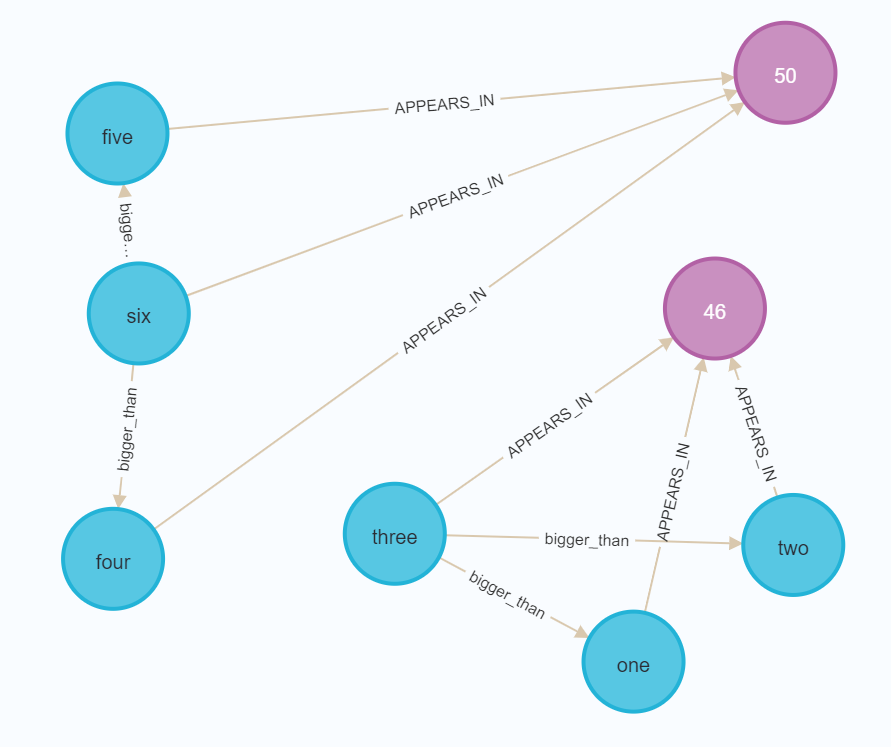 50
APPEARS_IN
five
APPEARS_IN
bigge...
APPEARS_IN
six
46
bigger_than
APPEARS_IN
APPEARS_IN
APPEARS_IN
three
bigger_than
two
four
bigger_than
one